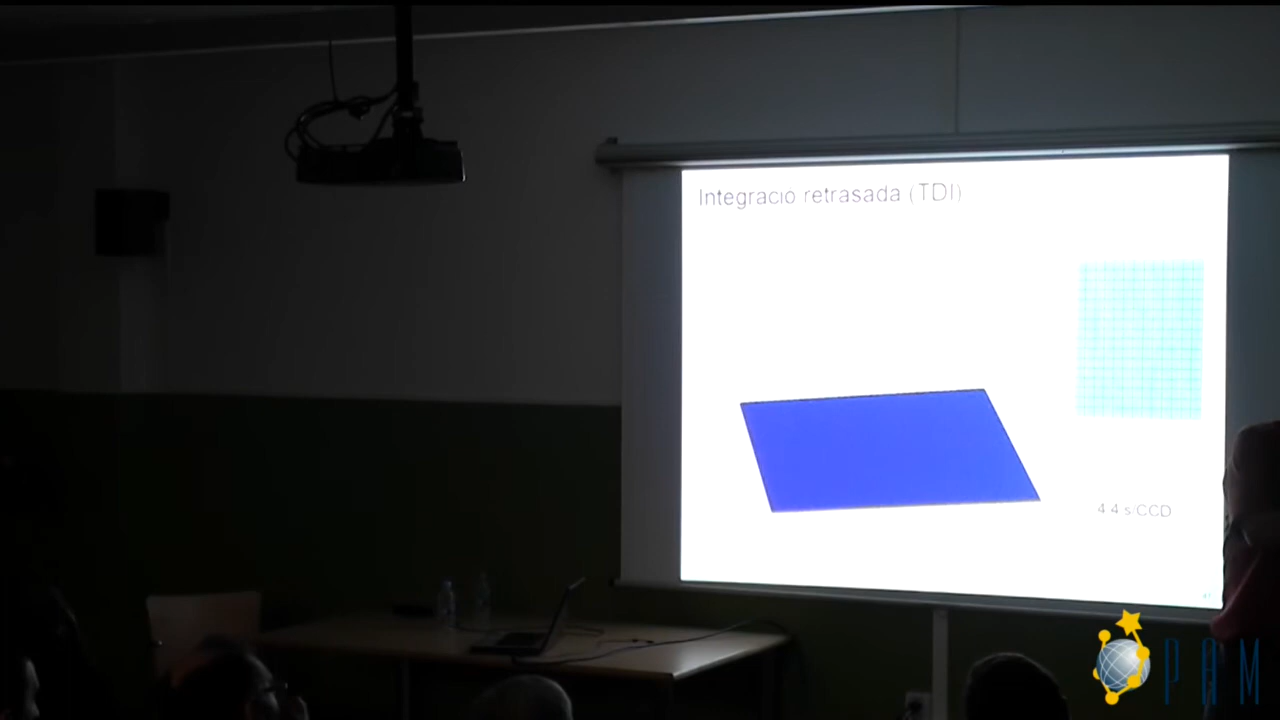 Integració retrasada (TDI)
4.4 s/CCD
PAM